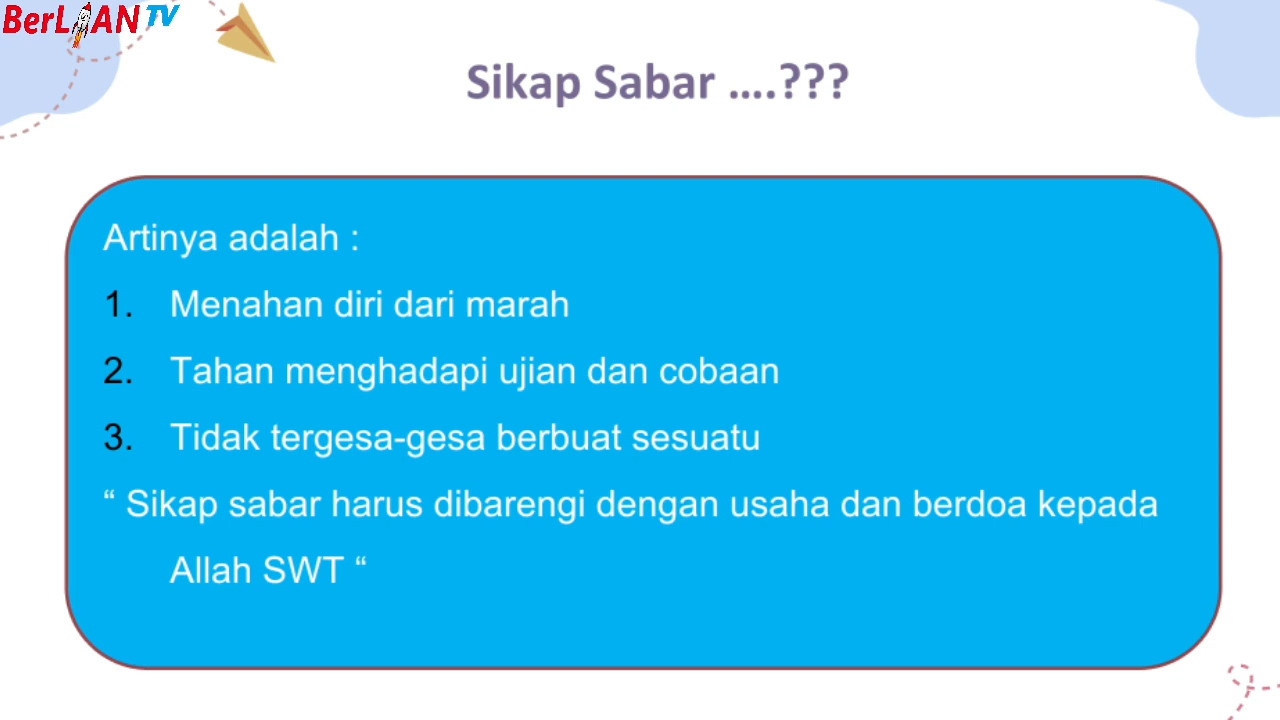 BerLIAN TV
Sikap Sabar ....???
Artinya adalah :
1. Menahan diri dari marah
2. Tahan menghadapi ujian dan cobaan
3. Tidak tergesa-gesa berbuat sesuatu
“ Sikap sabar harus dibarengi dengan usaha dan berdoa kepada
Allah SWT “